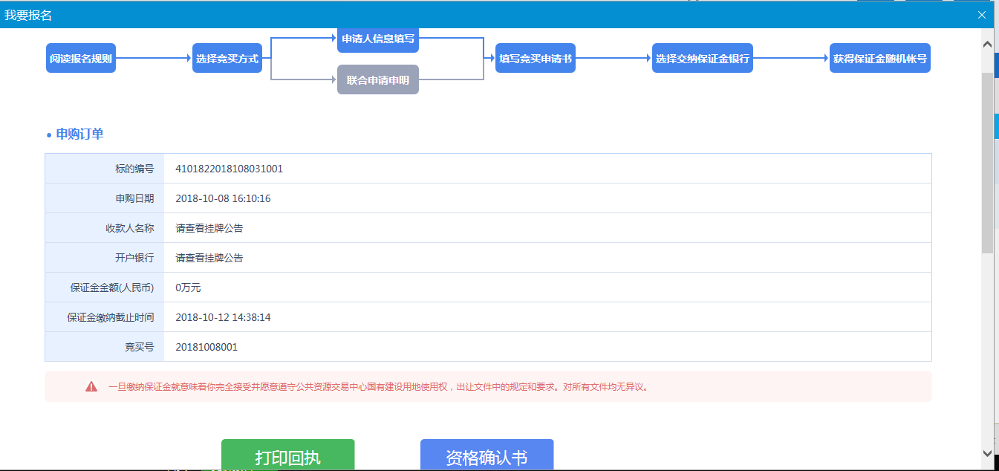 我要报名
阅读报名规则
选择竞买方式
申请人信息填写
联合申请申明
填写竞买申请书
选择交纳保证金银行
获得保证金随机帐号
申购订单
标的编号 4101822018108031001
申购日期 2018-10-08 16:10:16
收款人名称 请查看挂牌公告
开户银行 请查看挂牌公告
保证金金额(人民币) 0万元
保证金缴纳截止时间 2018-10-12 14:38:14
竞买号 20181008001
一旦缴纳保证金就意味着你完全接受并愿意遵守公共资源交易中心国有建设用地使用权，出让文件中的规定和要求。对所有文件均无异议。
打印回执
资格确认书